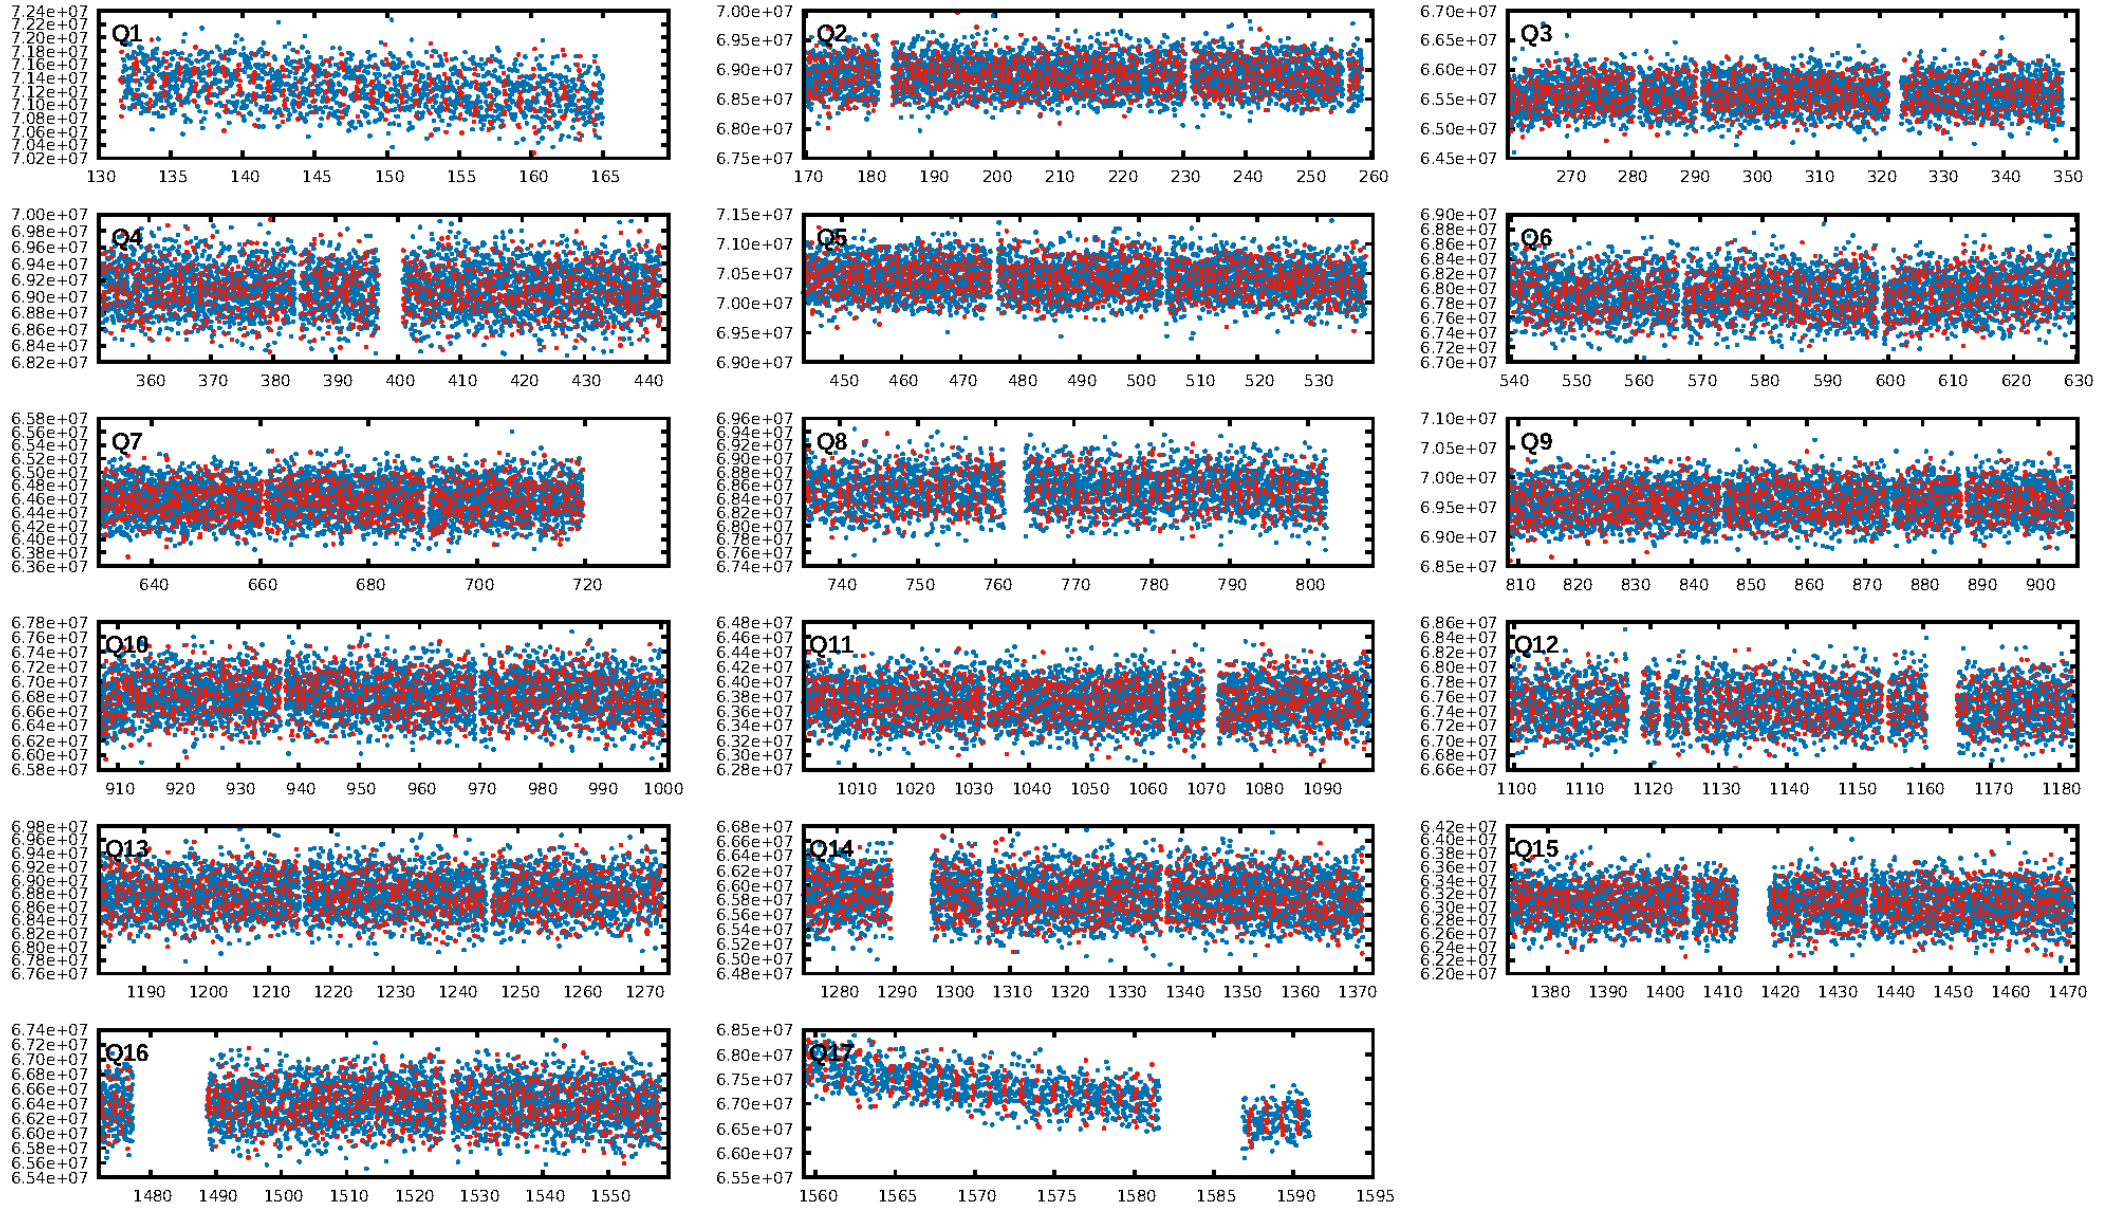 7.24e+07
7.22e+07
7.20e+07
7.18e+07
7.16e+07
7.14e+07
7.12e+07
7.10e+07
7.08e+07
7.06e+07
7.04e+07
7.02e+07
Q1
130 135 140 145 150 155 160 165
7.00e+07
6.95e+07
6.90e+07
6.85e+07
6.80e+07
6.75e+07
Q2
170 180 190 200 210 220 230 240 250 260
6.70e+07
6.65e+07
6.60e+07
6.55e+07
6.50e+07
6.45e+07
Q3
270 280 290 300 310 320 330 340 350
7.00e+07
6.98e+07
6.96e+07
6.94e+07
6.92e+07
6.90e+07
6.88e+07
6.86e+07
6.84e+07
6.82e+07
Q4
360 370 380 390 400 410 420 430 440
7.15e+07
7.10e+07
7.05e+07
7.00e+07
6.95e+07
6.90e+07
Q5
450 460 470 480 490 500 510 520 530
6.90e+07
6.88e+07
6.86e+07
6.84e+07
6.82e+07
6.80e+07
6.78e+07
6.76e+07
6.74e+07
6.72e+07
6.70e+07
Q6
540 550 560 570 580 590 600 610 620 630
6.58e+07
6.56e+07
6.54e+07
6.52e+07
6.50e+07
6.48e+07
6.46e+07
6.44e+07
6.42e+07
6.40e+07
6.38e+07
6.36e+07
Q7
640 660 680 700 720
6.96e+07
6.94e+07
6.92e+07
6.90e+07
6.88e+07
6.86e+07
6.84e+07
6.82e+07
6.80e+07
6.78e+07
6.76e+07
6.74e+07
Q8
740 750 760 770 780 790 800
7.10e+07
7.05e+07
7.00e+07
6.95e+07
6.90e+07
6.85e+07
Q9
810 820 830 840 850 860 870 880 890 900
6.78e+07
6.76e+07
6.74e+07
6.72e+07
6.70e+07
6.68e+07
6.66e+07
6.64e+07
6.62e+07
6.60e+07
6.58e+07
Q10
910 920 930 940 950 960 970 980 990 1000
6.48e+07
6.46e+07
6.44e+07
6.42e+07
6.40e+07
6.38e+07
6.36e+07
6.34e+07
6.32e+07
6.30e+07
6.28e+07
Q11
1010 1020 1030 1040 1050 1060 1070 1080 1090
6.86e+07
6.84e+07
6.82e+07
6.80e+07
6.78e+07
6.76e+07
6.74e+07
6.72e+07
6.70e+07
6.68e+07
6.66e+07
Q12
1100 1110 1120 1130 1140 1150 1160 1170 1180
6.98e+07
6.96e+07
6.94e+07
6.92e+07
6.90e+07
6.88e+07
6.86e+07
6.84e+07
6.82e+07
6.80e+07
6.78e+07
6.76e+07
Q13
1190 1200 1210 1220 1230 1240 1250 1260 1270
6.68e+07
6.66e+07
6.64e+07
6.62e+07
6.60e+07
6.58e+07
6.56e+07
6.54e+07
6.52e+07
6.50e+07
6.48e+07
Q14
1280 1290 1300 1310 1320 1330 1340 1350 1360 1370
6.42e+07
6.40e+07
6.38e+07
6.36e+07
6.34e+07
6.32e+07
6.30e+07
6.28e+07
6.26e+07
6.24e+07
6.22e+07
6.20e+07
Q15
1380 1390 1400 1410 1420 1430 1440 1450 1460 1470
6.74e+07
6.72e+07
6.70e+07
6.68e+07
6.66e+07
6.64e+07
6.62e+07
6.60e+07
6.58e+07
6.56e+07
6.54e+07
Q16
1480 1490 1500 1510 1520 1530 1540 1550
6.85e+07
6.80e+07
6.75e+07
6.70e+07
6.65e+07
6.60e+07
6.55e+07
Q17
1560 1565 1570 1575 1580 1585 1590 1595